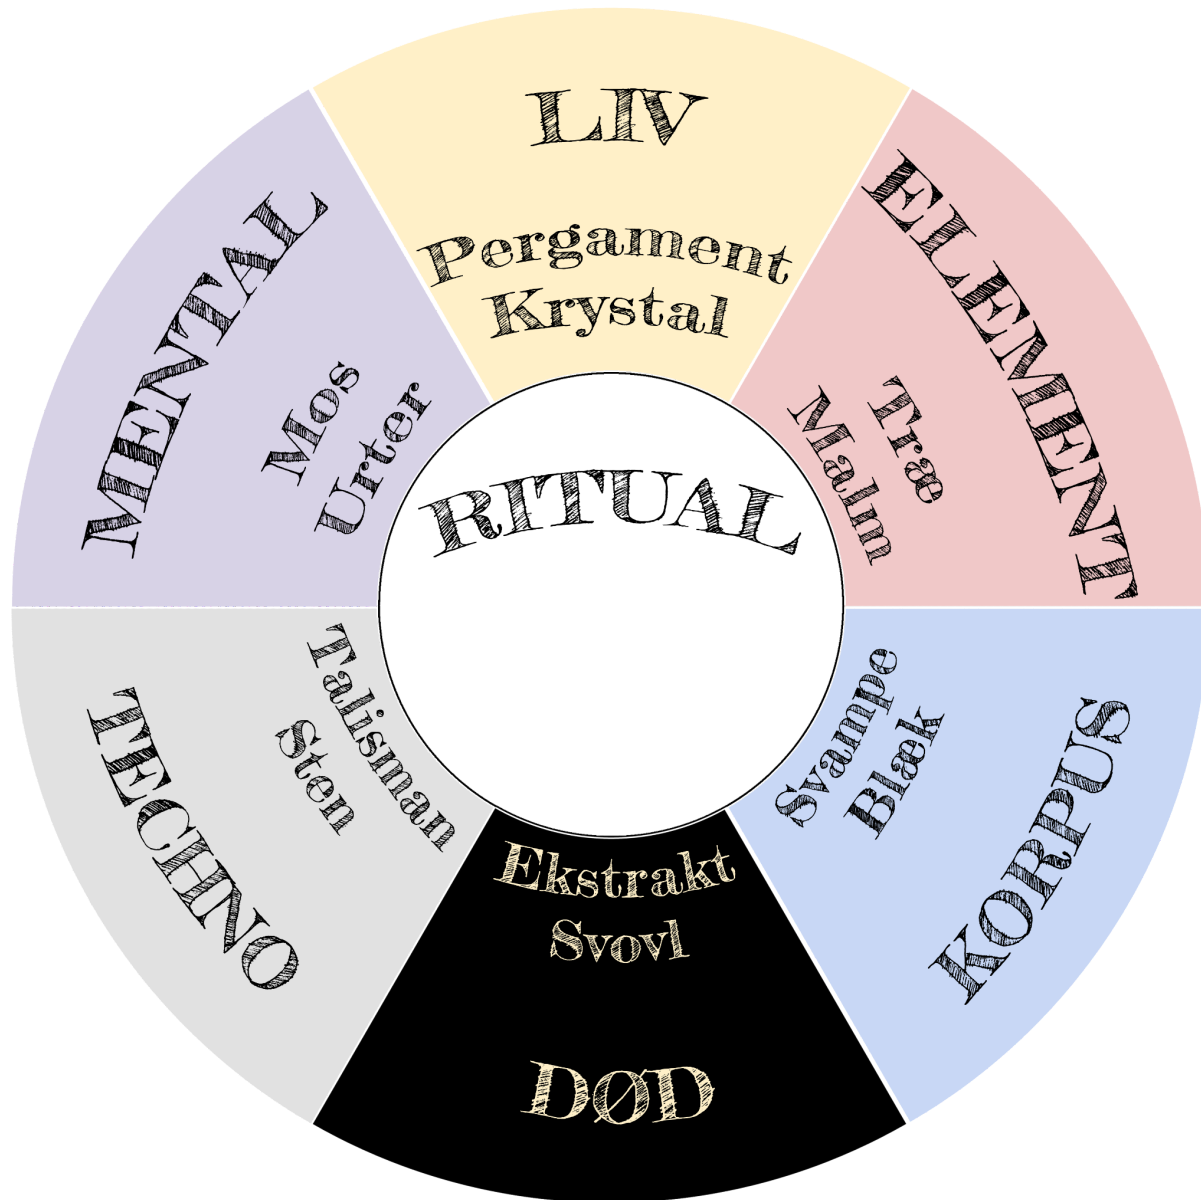 LIV
Pergament
Krystal
ELEMENT
Træ
Malm
KORPUS
Svampe
Blæk
DØD
Ekstrakt
Svovl
TECHNO
Talisman
Sten
MENTAL
Mos
Urter
RITUAL